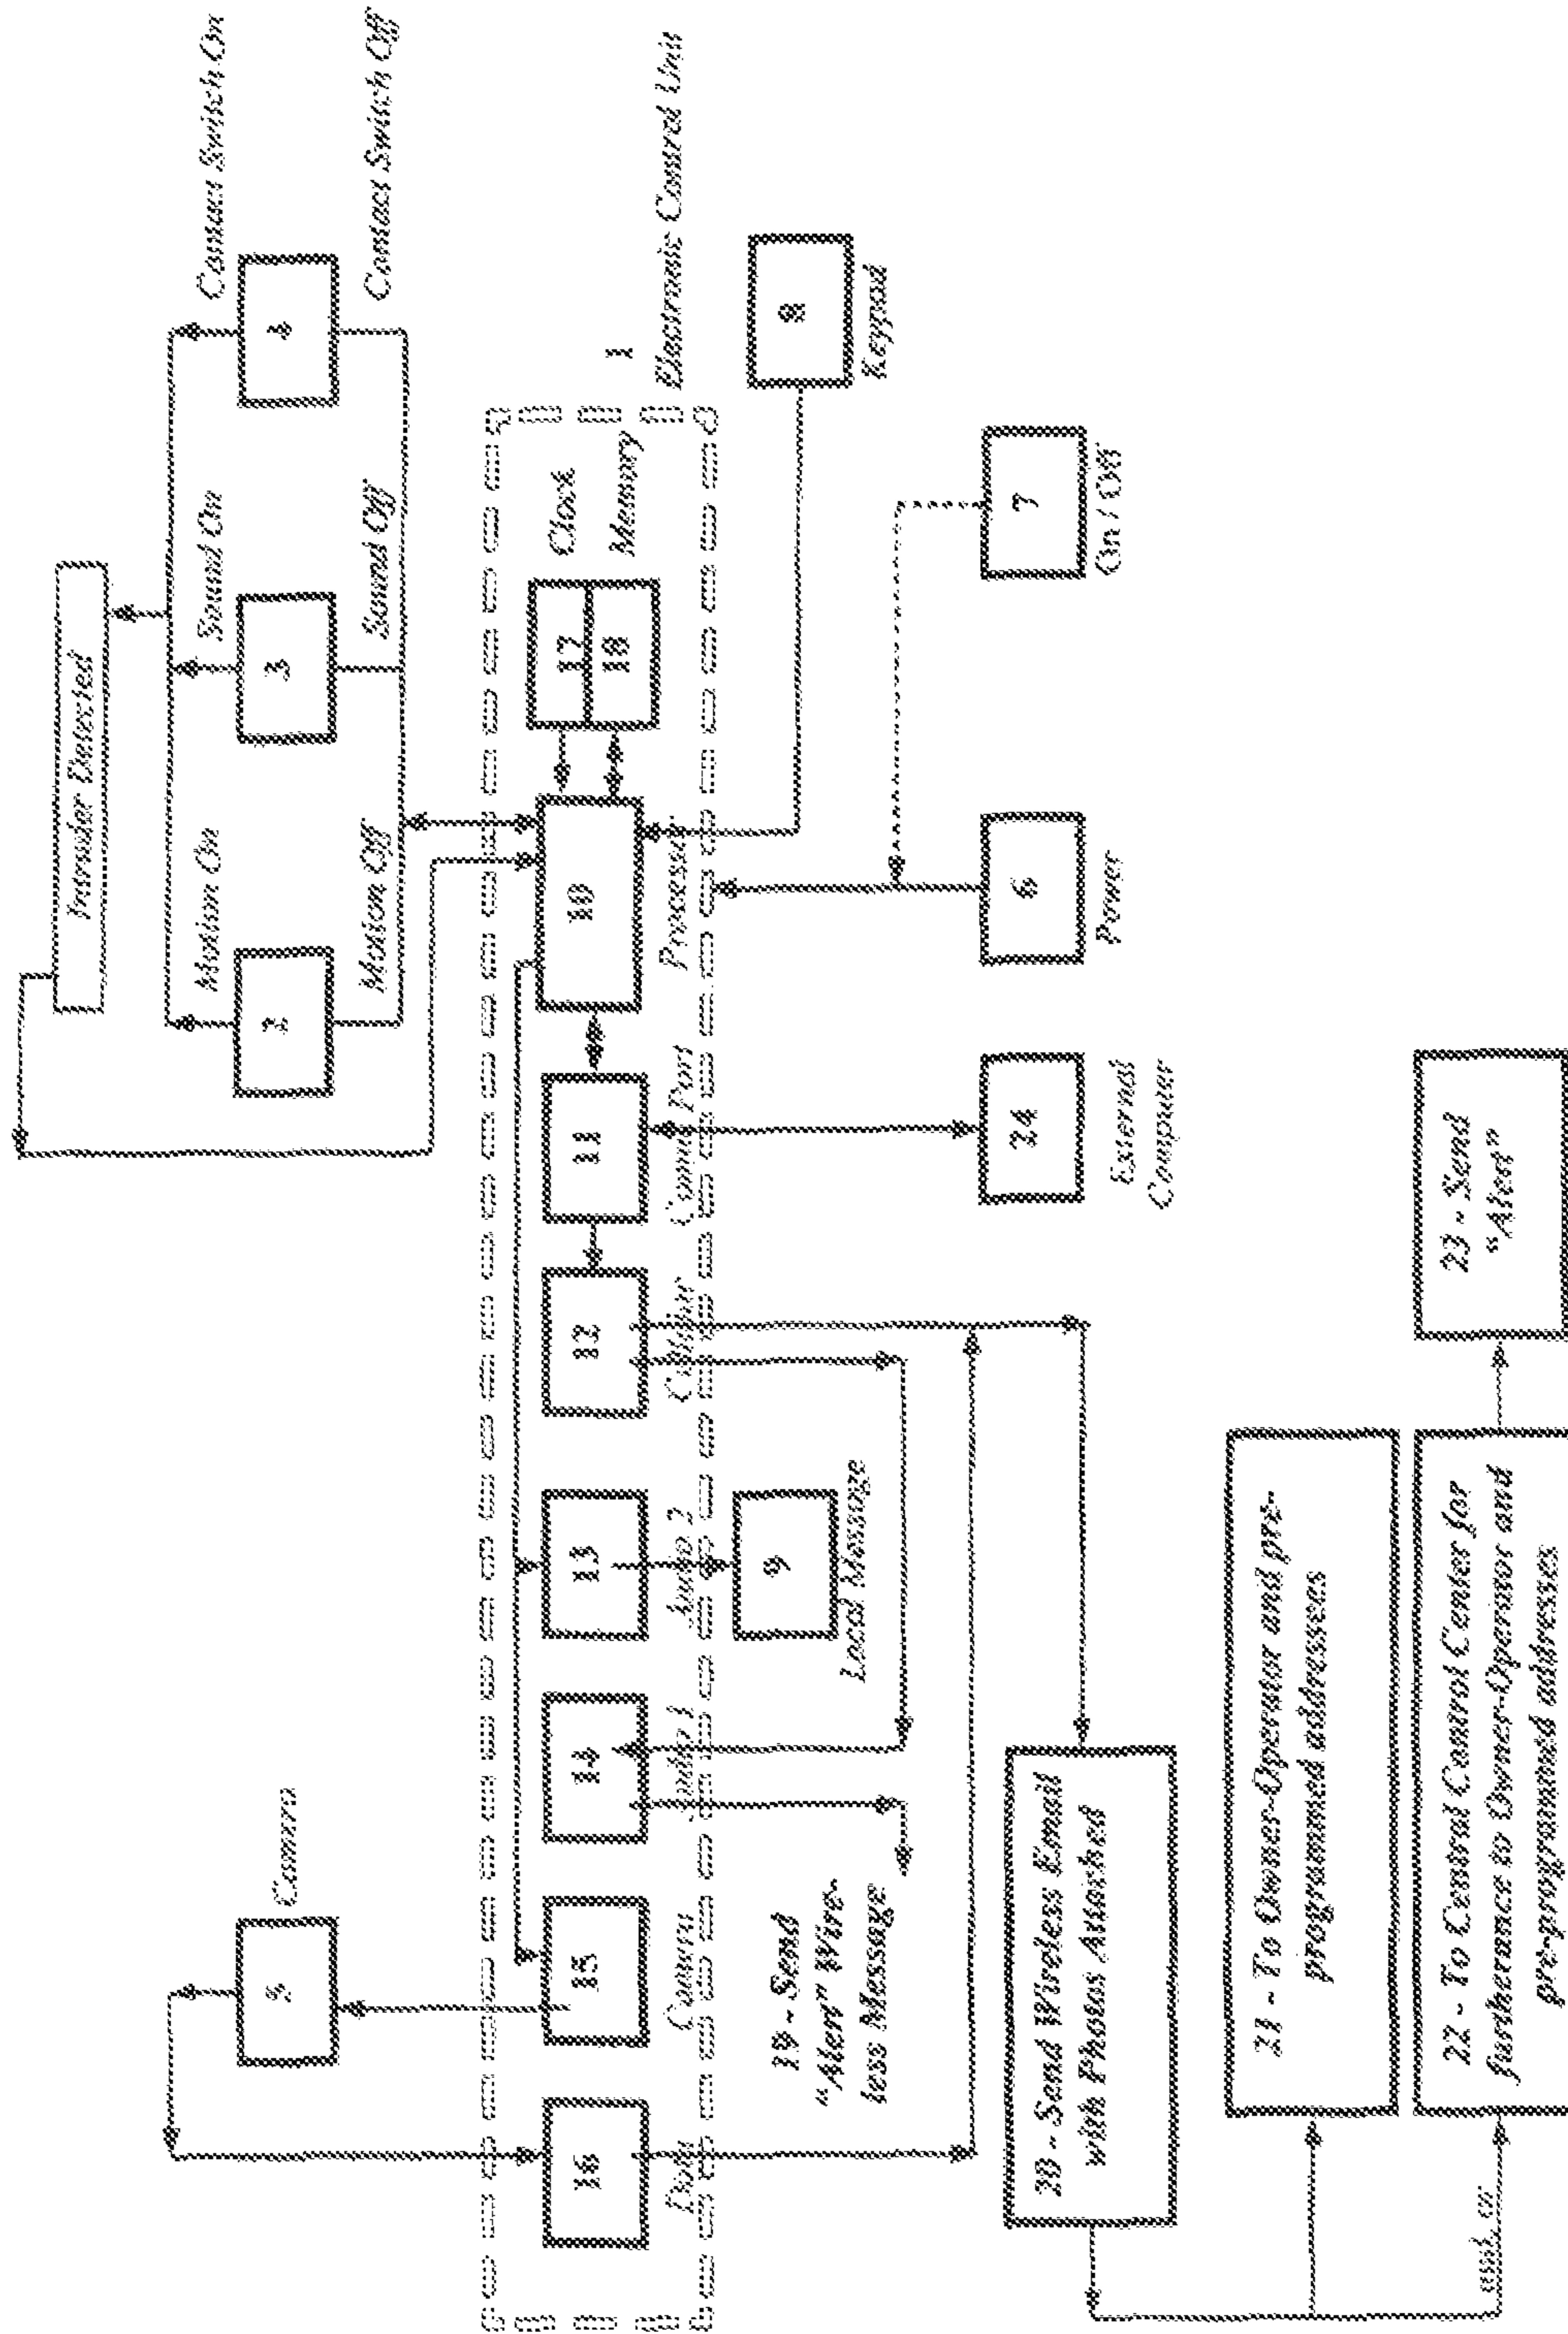 Intruder Detected
Motion On
Sound On
Contact Switch On
2
3
4
Motion Off
Sound Off
Contact Switch Off
Camera
5
1
Electronic Control Unit
16
15
14
13
12
11
10
17
18
Clock
Memory
Data
Camera
Audio 1
Audio 2
Cellular
Comm Port
Processor
9
Local Message
8
Keypad
19 - Send
"Alert" Wire-
less Message
24
External
Computer
6
Power
7
On / Off
20 - Send Wireless Email
with Photos Attached
21 - To Owner-Operator and pre-
programmed addresses
and, or
22 - To Central Control Center for
furtherance to Owner-Operator and
pre-programmed addresses
23 - Send
"Alert"